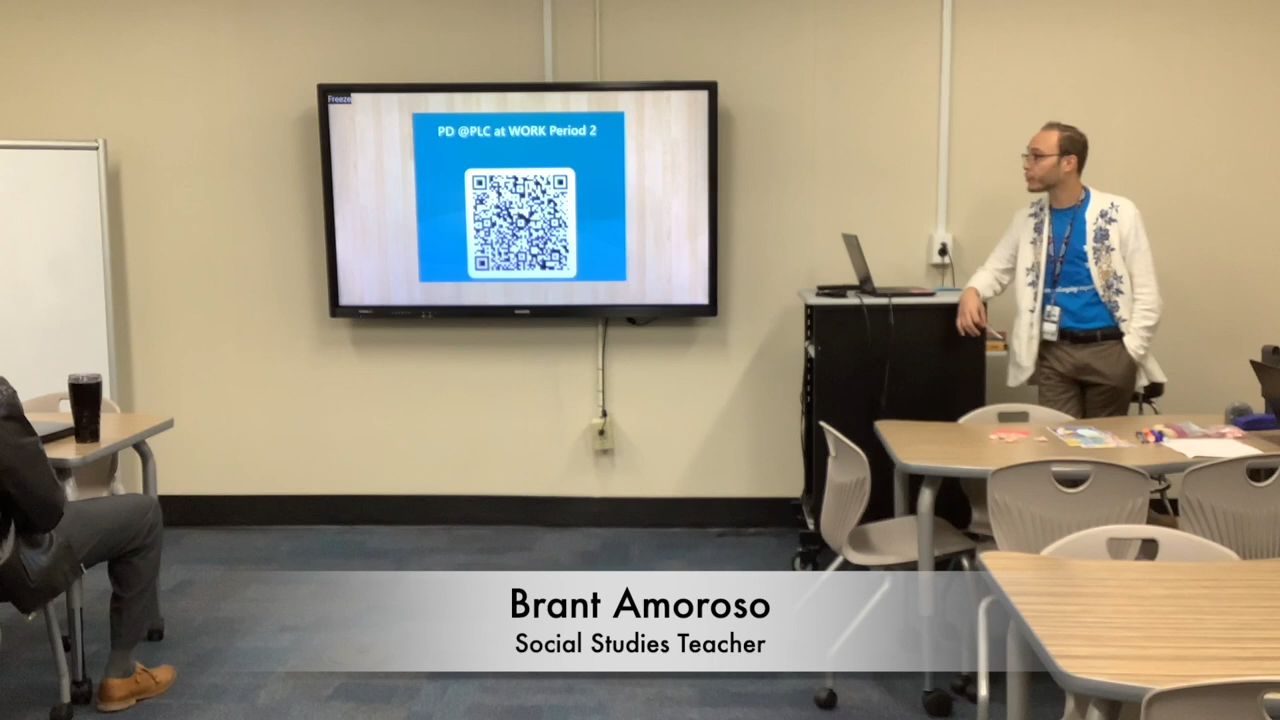 Freeze
PD @PLC at WORK Period 2
Brant Amoroso
Social Studies Teacher